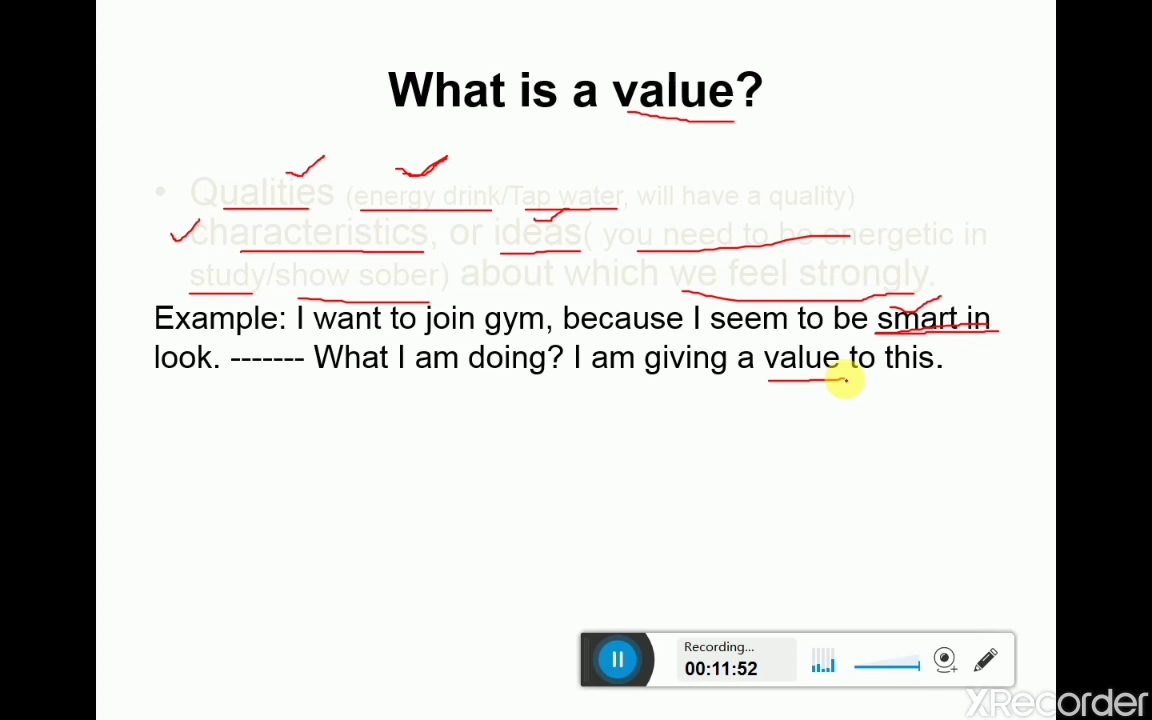 What is a value?
• Qualities (energy drink/Tap water, will have a quality)
characteristics, or ideas( you need to be energetic in
study/show sober) about which we feel strongly.
Example: I want to join gym, because I seem to be smart in
look. ------- What I am doing? I am giving a value to this.
Recording...
00:11:52
XRecorder